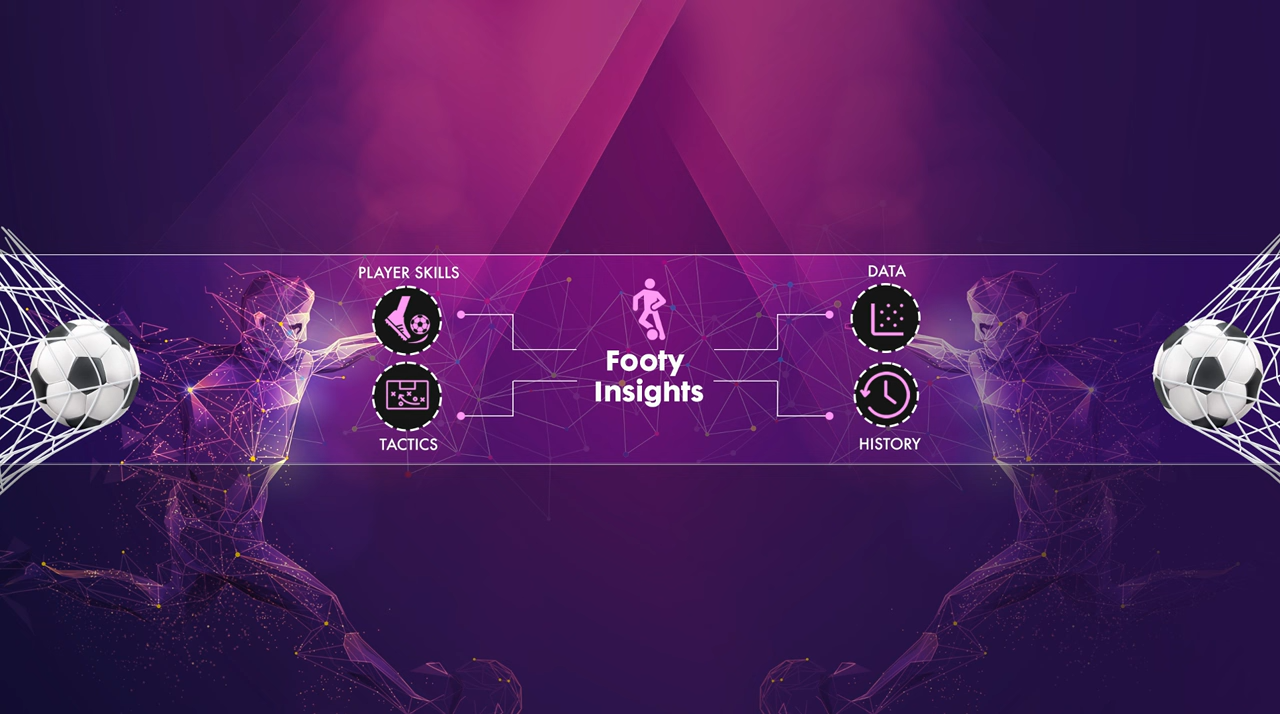 PLAYER SKILLS
DATA
Footy
Insights
TACTICS
HISTORY